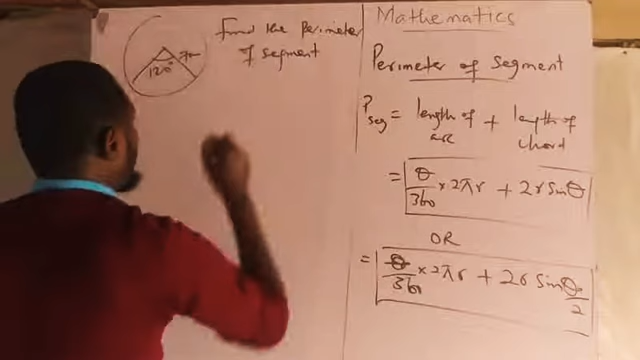 Find the Perimeter
of segment
7cm
120°
Mathematics
Perimeter of segment
P seg = length of arc + length of chord
= θ/360 × 2πr + 2r Sinθ
OR
= θ/360 × 2πr + 2r Sin θ/2